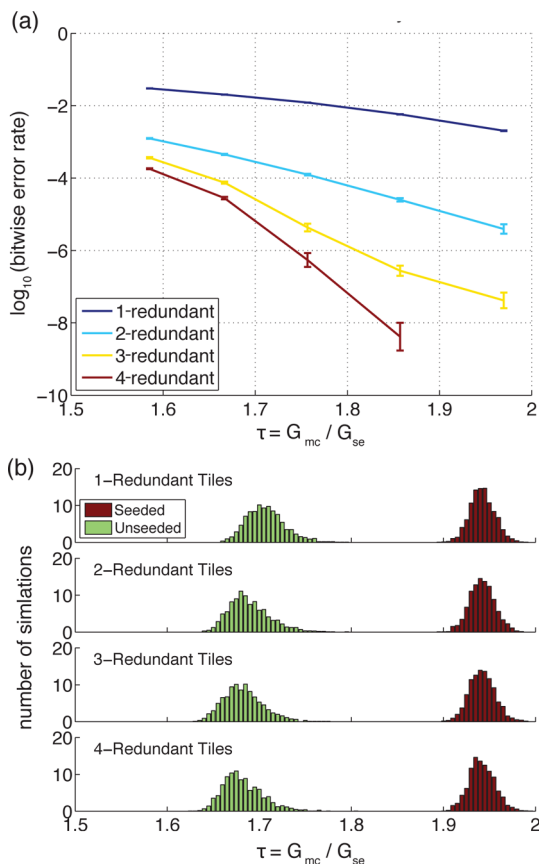 (a)
0
−2
−4
−6
−8
−10
log10 (bitwise error rate)
1-redundant
2-redundant
3-redundant
4-redundant
1.5 1.6 1.7 1.8 1.9 2
τ = Gmc / Gse
(b)
20
10
0
1−Redundant Tiles
Seeded
Unseeded
20
10
0
2−Redundant Tiles
20
10
0
3−Redundant Tiles
20
10
0
4−Redundant Tiles
number of simlations
1.5 1.6 1.7 1.8 1.9 2
τ = Gmc / Gse